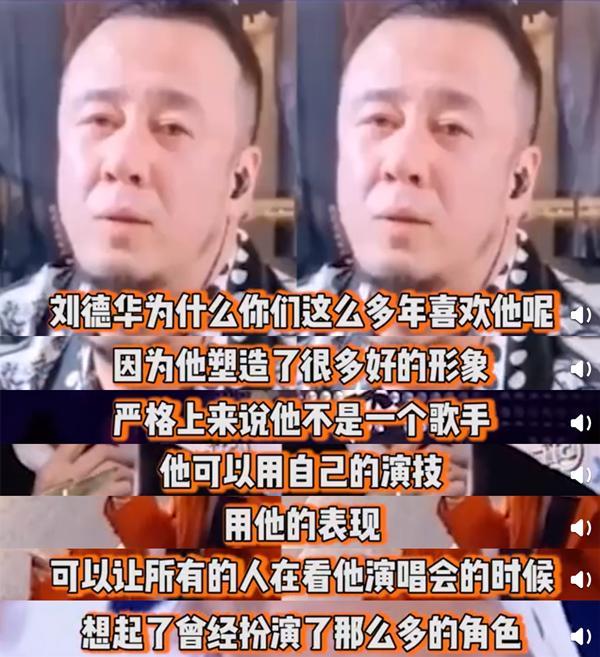 刘德华为什么你们这么多年喜欢他呢
因为他塑造了很多好的形象
严格上来说他不是一个歌手
他可以用自己的演技
用他的表现
可以让所有的人在看他演唱会的时候
想起了曾经扮演了那么多的角色